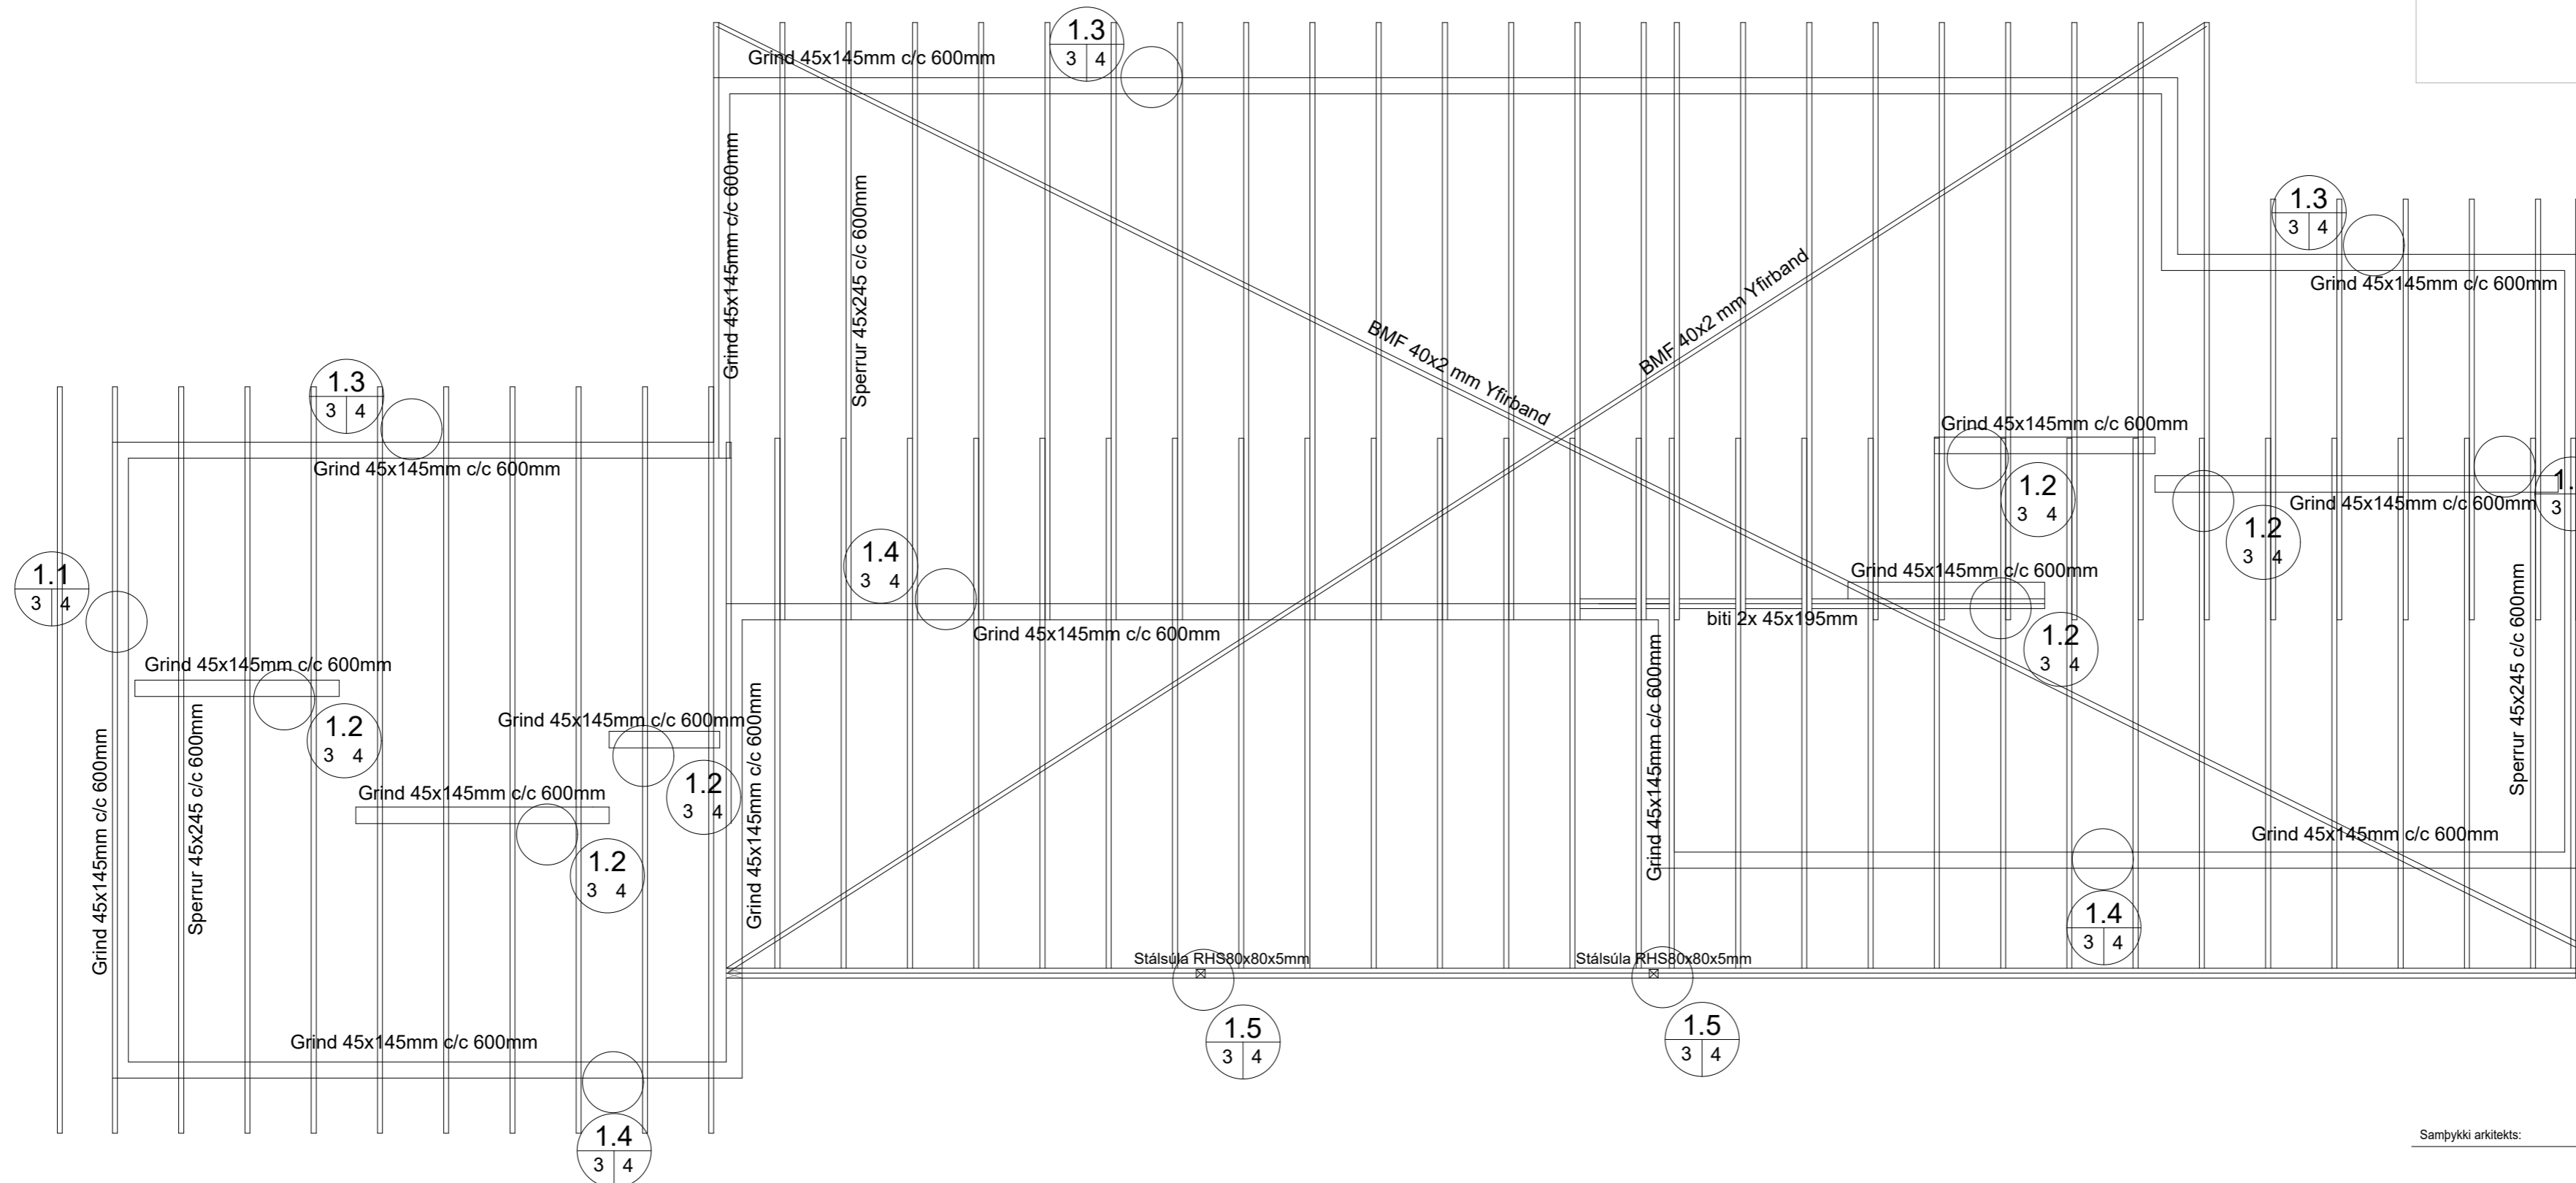 1.3
3 4
Grind 45x145mm c/c 600mm
Grind 45x145mm c/c 600mm
Sperrur 45x245 c/c 600mm
1.3
3 4
Grind 45x145mm c/c 600mm
BMF 40x2 mm Yfirband
BMF 40x2 mm Yfirband
1.3
3 4
Grind 45x145mm c/c 600mm
Grind 45x145mm c/c 600mm
1.2
3 4
Grind 45x145mm c/c 600mm
1.2
3 4
3
1.1
3 4
1.4
3 4
Grind 45x145mm c/c 600mm
Grind 45x145mm c/c 600mm
biti 2x 45x195mm
1.2
3 4
Grind 45x145mm c/c 600mm
1.2
3 4
Grind 45x145mm c/c 600mm
Sperrur 45x245 c/c 600mm
Grind 45x145mm c/c 600mm
1.2
3 4
Grind 45x145mm c/c 600mm
1.2
3 4
Grind 45x145mm c/c 600mm
Grind 45x145mm c/c 600mm
Sperrur 45x245 c/c 600mm
Grind 45x145mm c/c 600mm
1.4
3 4
Stálsúla RHS80x80x5mm
Stálsúla RHS80x80x5mm
1.5
3 4
1.5
3 4
Grind 45x145mm c/c 600mm
1.4
3 4
Samþykki arkitekts: